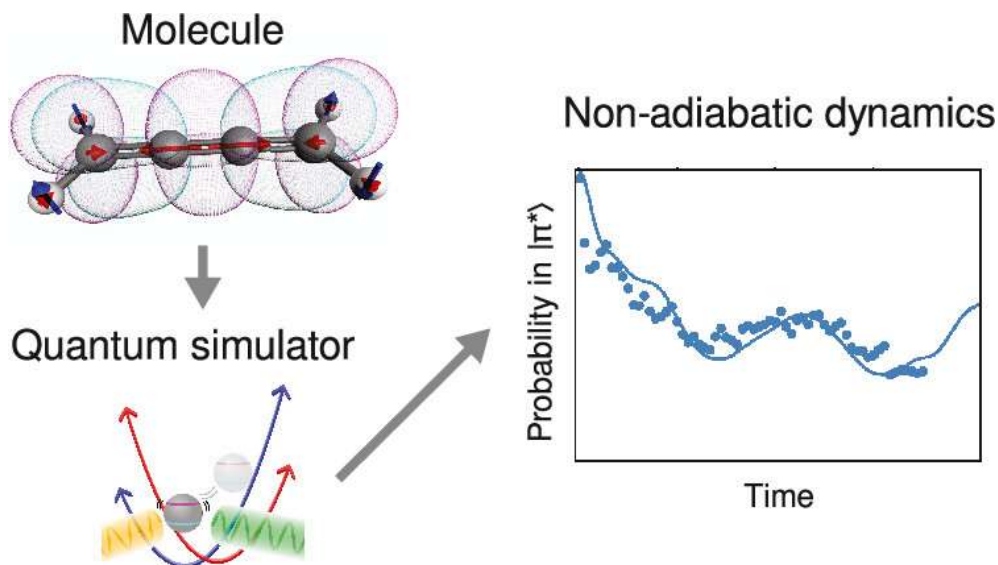 Molecule
Quantum simulator
Non-adiabatic dynamics
Probability in |π*⟩
Time